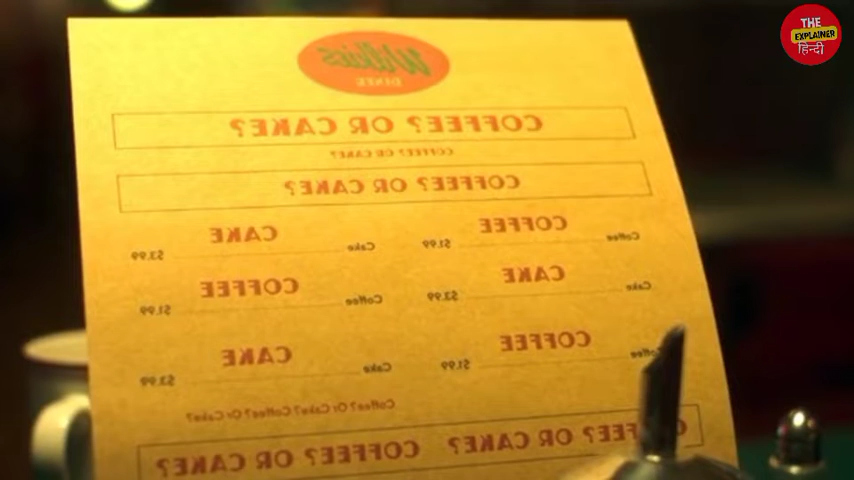 THE
EXPLAINER
हिन्दी
Wilkies
DINER
COFFEE? OR CAKE?
COFFEE? OR CAKE?
COFFEE? OR CAKE?
COFFEE CAKE
Coffee $1.99 Cake $3.99
CAKE COFFEE
Cake $3.99 Coffee $1.99
COFFEE CAKE
Coffee $1.99 Cake $3.99
Coffee? Or Cake? Coffee? Or Cake?
COFFEE? OR CAKE? COFFEE? OR CAKE?